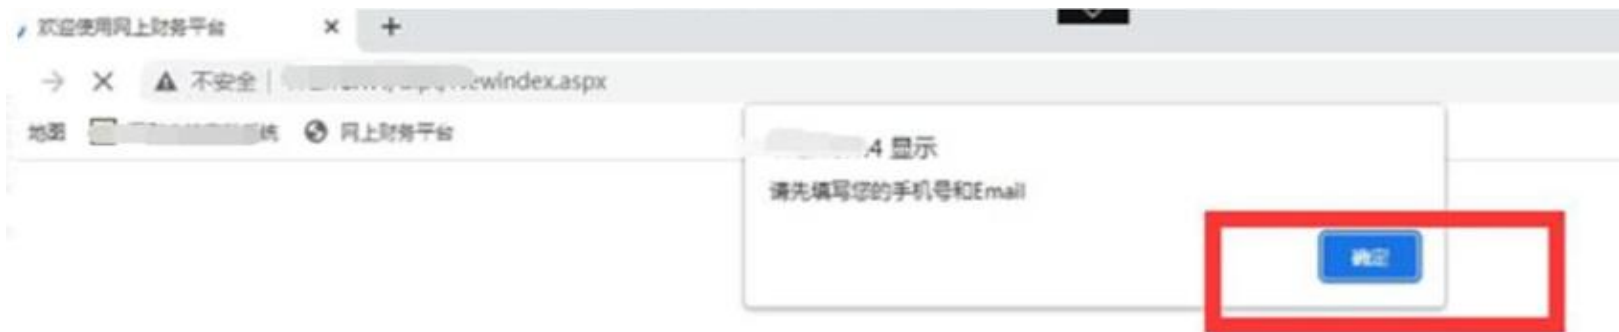 欢迎使用网上财务平台
不安全 ewindex.aspx
地图 统 网上财务平台
.4 显示
请先填写您的手机号和Email
确定